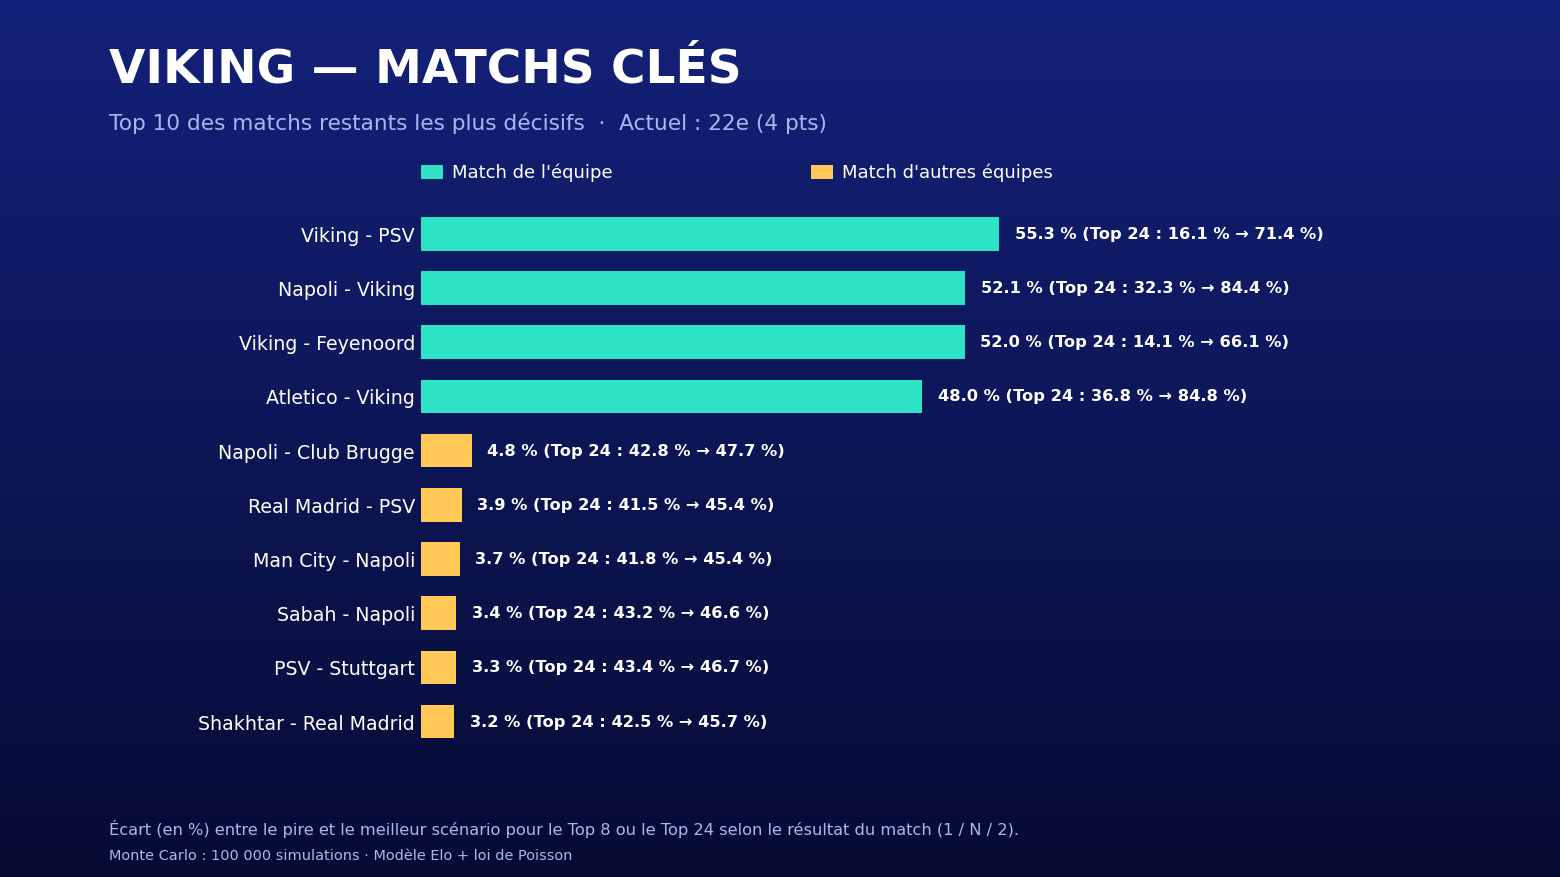 VIKING — MATCHS CLÉS
Top 10 des matchs restants les plus décisifs · Actuel : 22e (4 pts)
Match de l'équipe
Match d'autres équipes
Viking - PSV 55.3 % (Top 24 : 16.1 % → 71.4 %)
Napoli - Viking 52.1 % (Top 24 : 32.3 % → 84.4 %)
Viking - Feyenoord 52.0 % (Top 24 : 14.1 % → 66.1 %)
Atletico - Viking 48.0 % (Top 24 : 36.8 % → 84.8 %)
Napoli - Club Brugge 4.8 % (Top 24 : 42.8 % → 47.7 %)
Real Madrid - PSV 3.9 % (Top 24 : 41.5 % → 45.4 %)
Man City - Napoli 3.7 % (Top 24 : 41.8 % → 45.4 %)
Sabah - Napoli 3.4 % (Top 24 : 43.2 % → 46.6 %)
PSV - Stuttgart 3.3 % (Top 24 : 43.4 % → 46.7 %)
Shakhtar - Real Madrid 3.2 % (Top 24 : 42.5 % → 45.7 %)
Écart (en %) entre le pire et le meilleur scénario pour le Top 8 ou le Top 24 selon le résultat du match (1 / N / 2).
Monte Carlo : 100 000 simulations · Modèle Elo + loi de Poisson